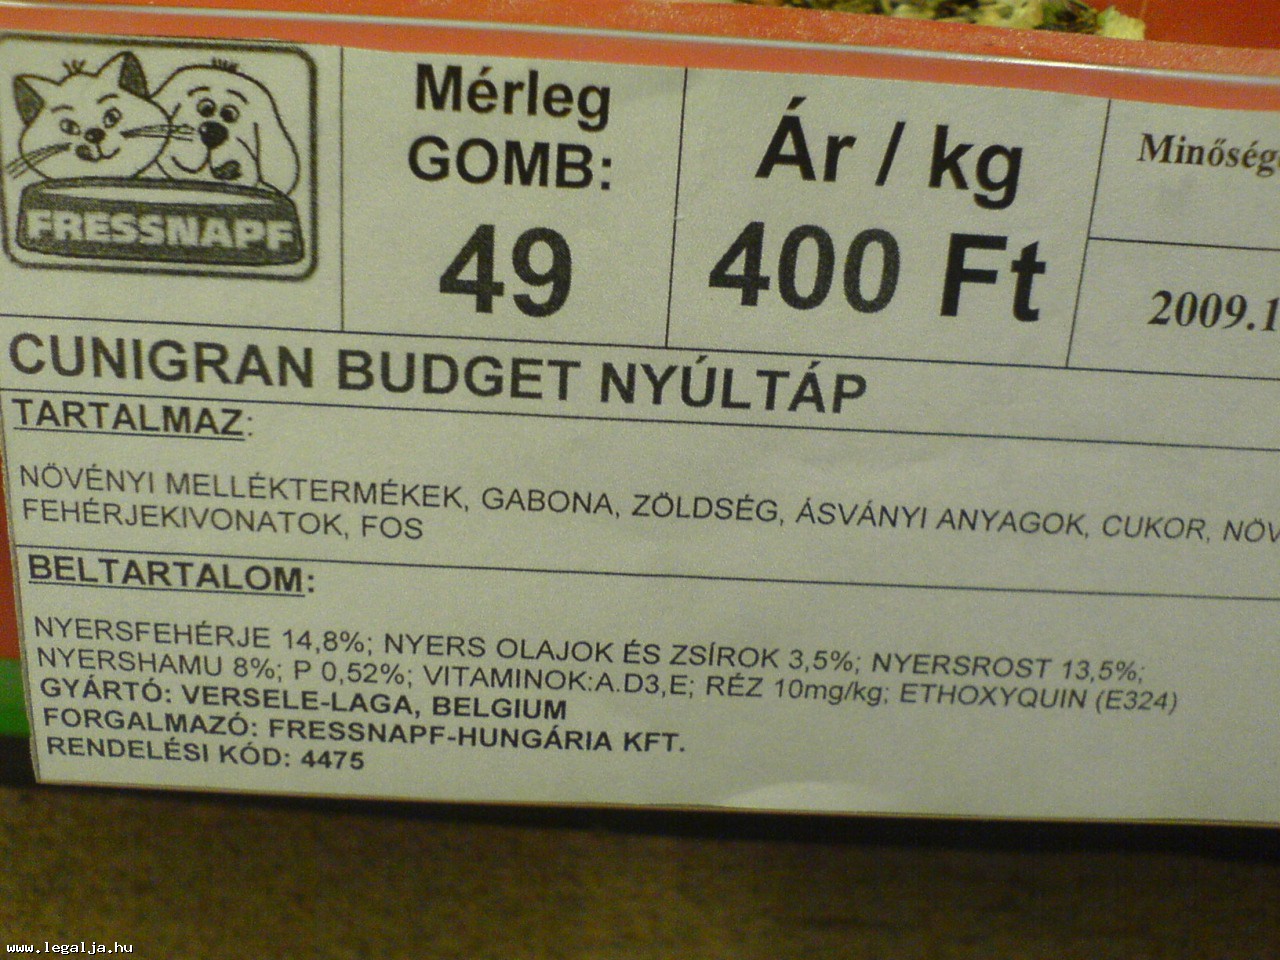 FRESSNAPF
Mérleg
GOMB:
49
Ár / kg
400 Ft
2009.1
CUNIGRAN BUDGET NYÚLTÁP
TARTALMAZ:
NÖVÉNYI MELLÉKTERMÉKEK, GABONA, ZÖLDSÉG, ÁSVÁNYI ANYAGOK, CUKOR,
FEHÉRJEKIVONATOK, FOS
BELTARTALOM:
NYERSFEHÉRJE 14,8%; NYERS OLAJOK ÉS ZSÍROK 3,5%; NYERSROST 13,5%;
NYERSHAMU 8%; P 0,52%; VITAMINOK:A.D3,E; RÉZ 10mg/kg; ETHOXYQUIN (E324)
GYÁRTÓ: VERSELE-LAGA, BELGIUM
FORGALMAZÓ: FRESSNAPF-HUNGÁRIA KFT.
RENDELÉSI KÓD: 4475
www.legalja.hu